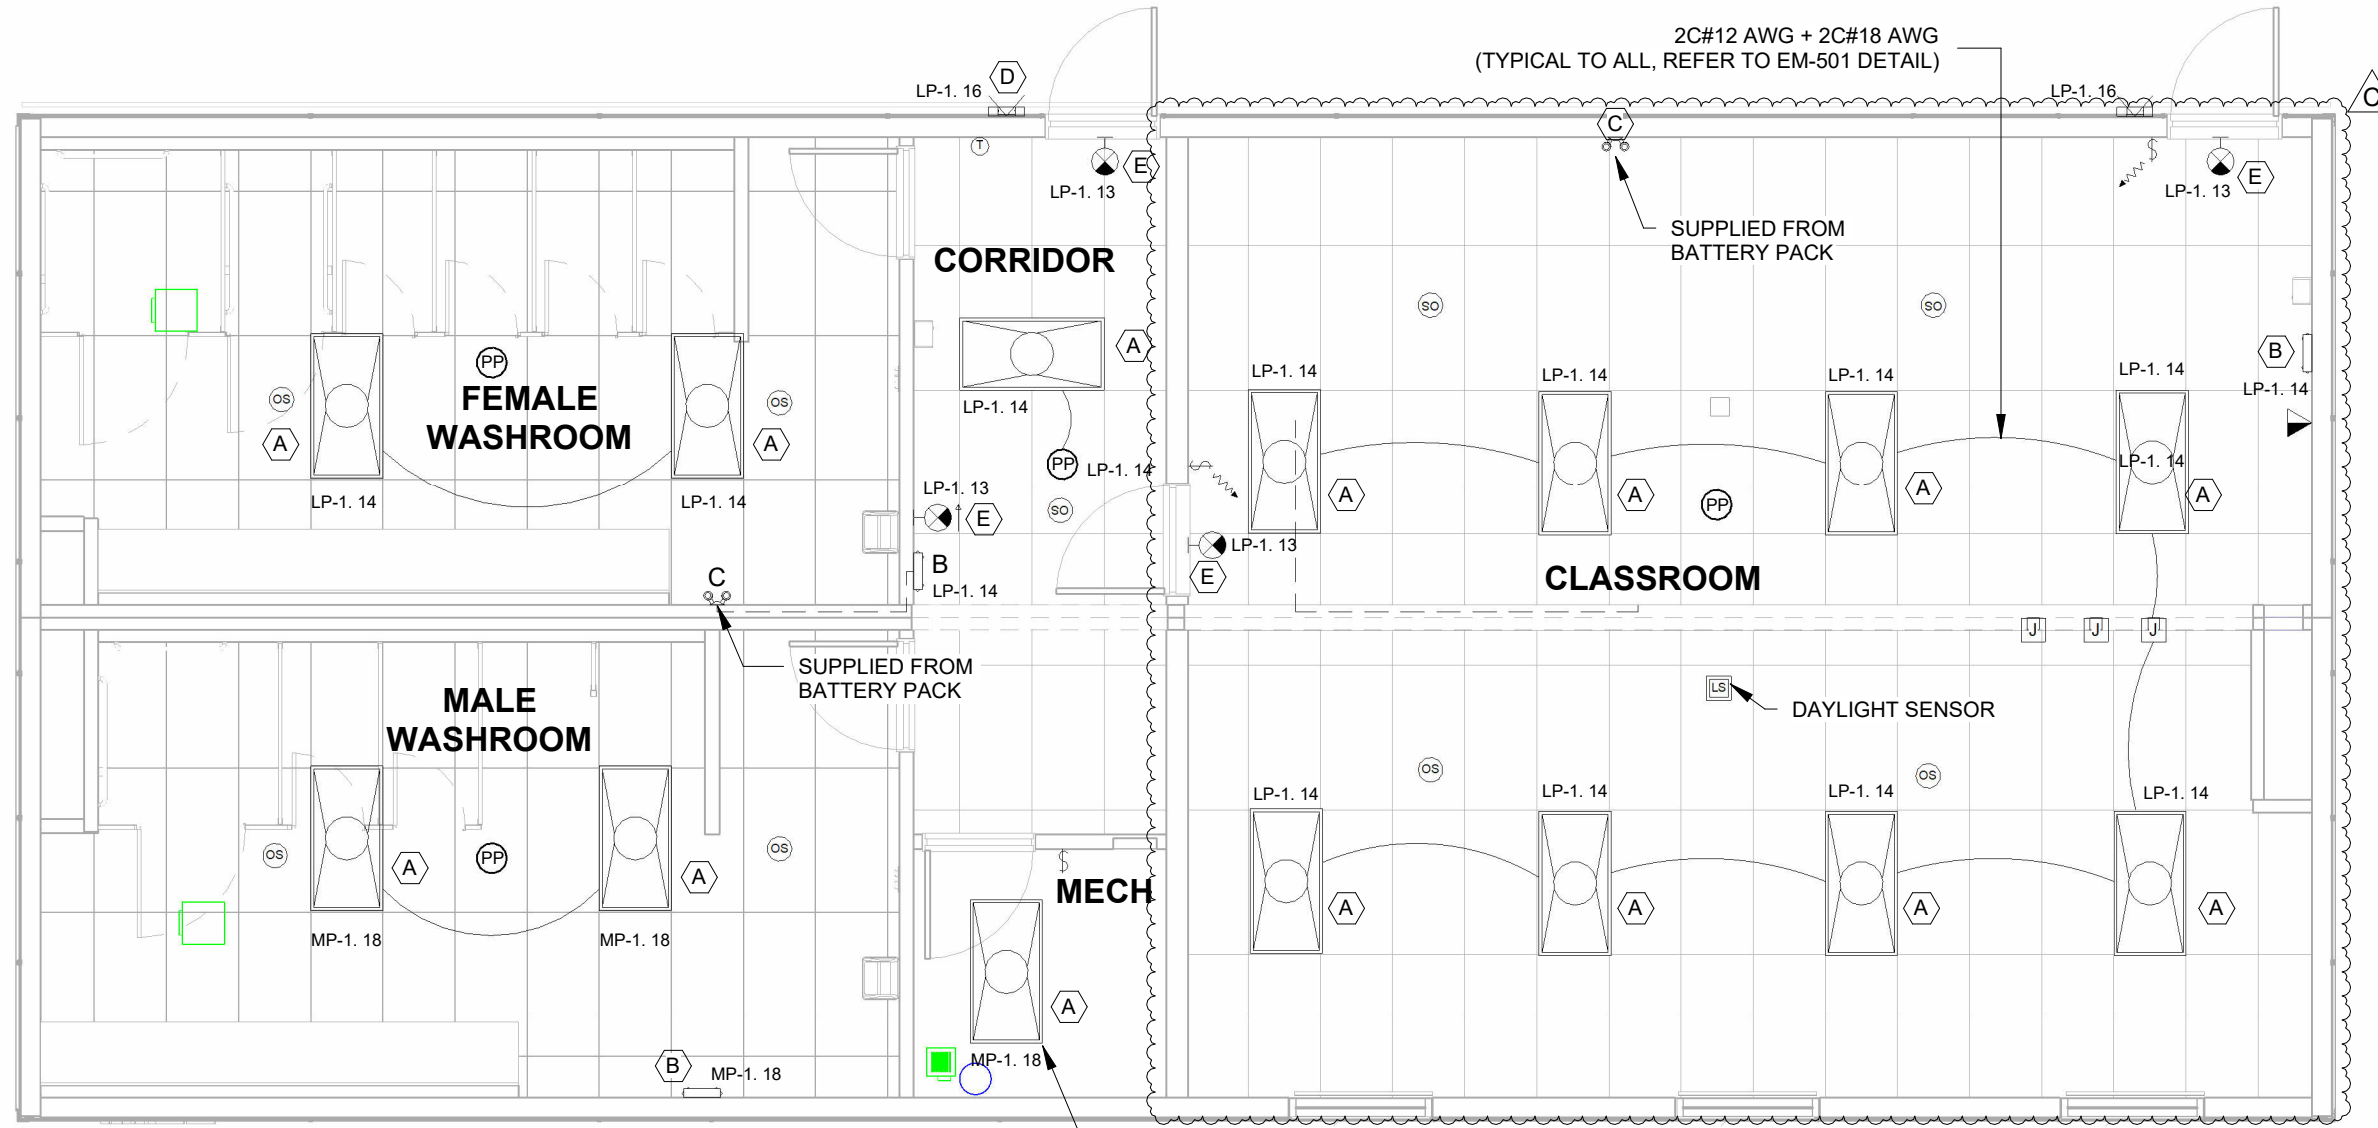 2C#12 AWG + 2C#18 AWG
(TYPICAL TO ALL, REFER TO EM-501 DETAIL)
D
LP-1. 16
LP-1. 16
C
C
T
E
LP-1. 13
$
E
LP-1. 13
SUPPLIED FROM
BATTERY PACK
CORRIDOR
SO
SO
A
B
PP
LP-1. 14
LP-1. 14
LP-1. 14
LP-1. 14
LP-1. 14
FEMALE
WASHROOM
OS
OS
LP-1. 14
A
A
PP
LP-1. 14
$
LP-1. 14
LP-1. 13
LP-1. 14
LP-1. 14
SO
E
A
A
A
A
PP
LP-1. 13
E
B
LP-1. 14
C
CLASSROOM
J
J
J
SUPPLIED FROM
BATTERY PACK
MALE
WASHROOM
LS
DAYLIGHT SENSOR
OS
OS
LP-1. 14
LP-1. 14
LP-1. 14
LP-1. 14
OS
A
PP
A
OS
$
MECH
A
A
A
A
MP-1. 18
MP-1. 18
A
MP-1. 18
B
MP-1. 18